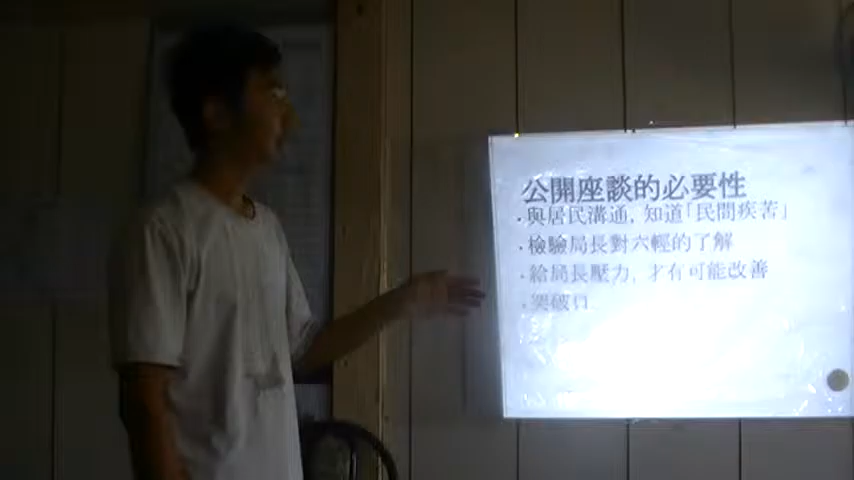 公開座談的必要性
·與居民溝通, 知道「民間疾苦」
·檢驗局長對六輕的了解
·給局長壓力, 才有可能改善
·突破口